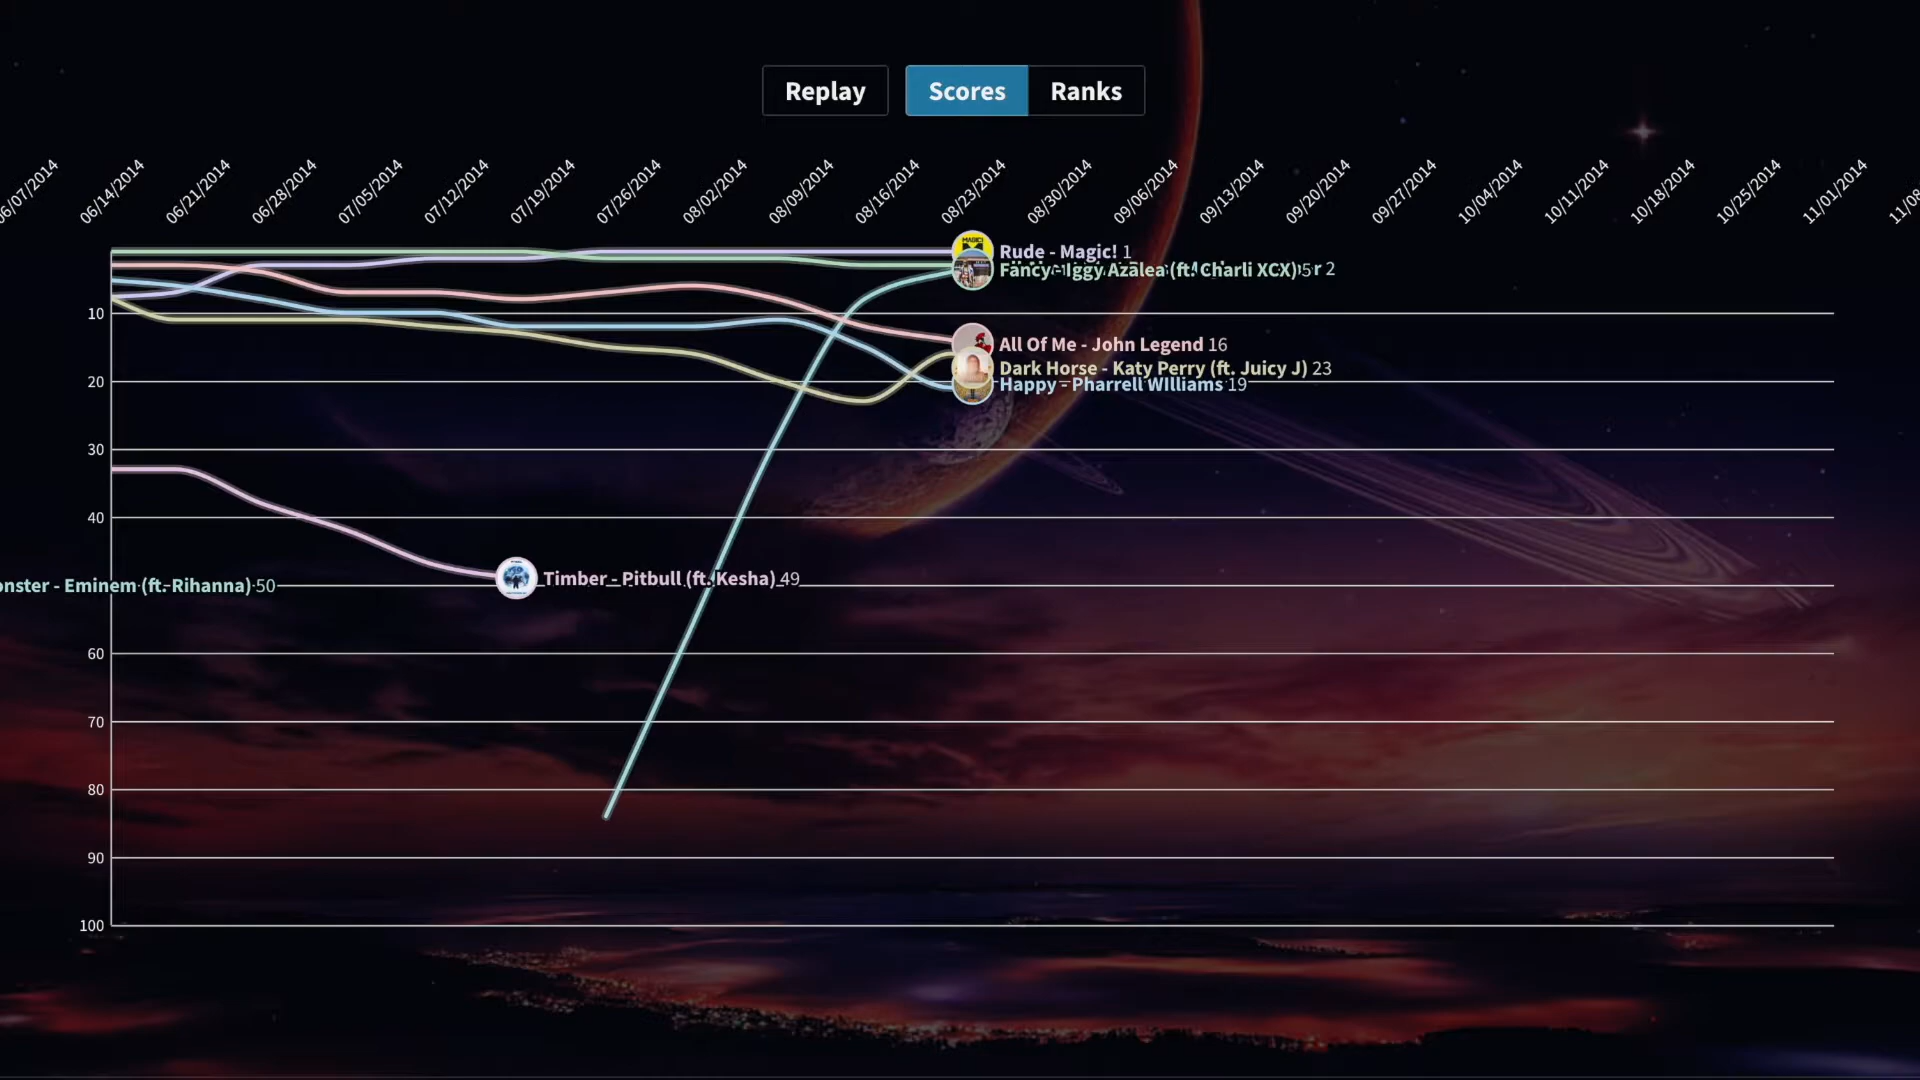 Replay
Scores
Ranks
6/07/2014
06/14/2014
06/21/2014
06/28/2014
07/05/2014
07/12/2014
07/19/2014
07/26/2014
08/02/2014
08/09/2014
08/16/2014
08/23/2014
08/30/2014
09/06/2014
09/13/2014
09/20/2014
09/27/2014
10/04/2014
10/11/2014
10/18/2014
10/25/2014
11/01/2014
11/08
MAGIC!
Rude - Magic! 1
Fancy - Iggy Azalea (ft. Charli XCX) 5
r 2
10
All Of Me - John Legend 16
Dark Horse - Katy Perry (ft. Juicy J) 23
20
Happy - Pharrell WIlliams 19
30
40
Timber - Pitbull (ft. Kesha) 49
onster - Eminem (ft. Rihanna) 50
60
70
80
90
100